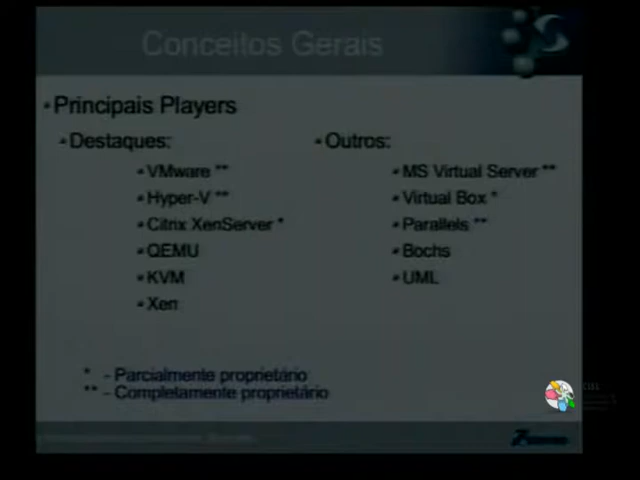 Conceitos Gerais
▪Principais Players
▪Destaques:
▪VMware **
▪Hyper-V **
▪Citrix XenServer *
▪QEMU
▪KVM
▪Xen
▪Outros:
▪MS Virtual Server **
▪Virtual Box *
▪Parallels **
▪Bochs
▪UML
* - Parcialmente proprietário
** - Completamente proprietário